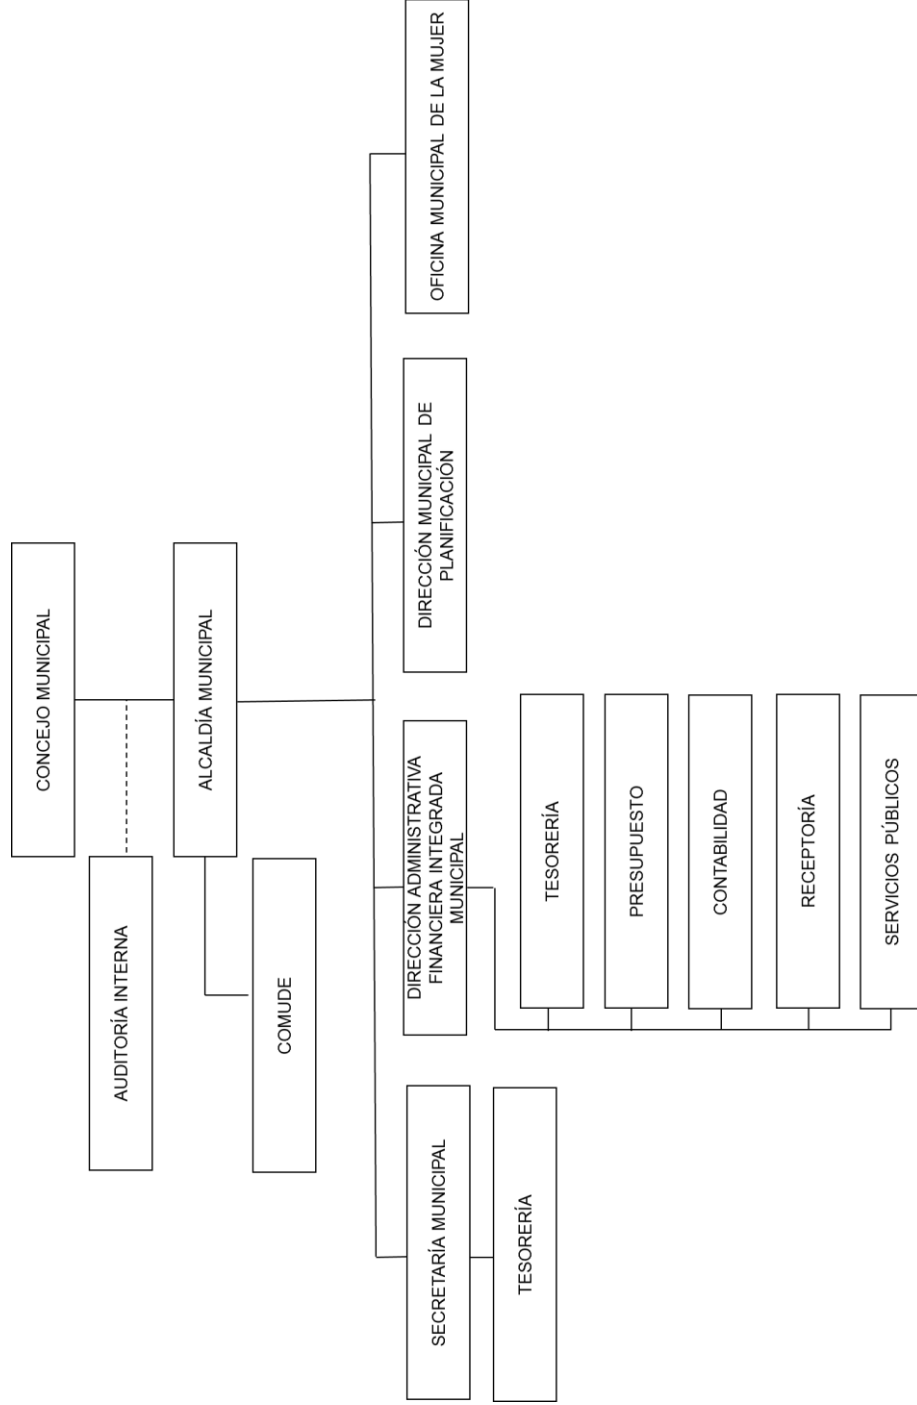 CONCEJO MUNICIPAL
AUDITORÍA INTERNA
ALCALDÍA MUNICIPAL
COMUDE
SECRETARÍA MUNICIPAL
TESORERÍA
DIRECCIÓN ADMINISTRATIVA
FINANCIERA INTEGRADA
MUNICIPAL
TESORERÍA
PRESUPUESTO
CONTABILIDAD
RECEPTORÍA
SERVICIOS PÚBLICOS
DIRECCIÓN MUNICIPAL DE
PLANIFICACIÓN
OFICINA MUNICIPAL DE LA MUJER